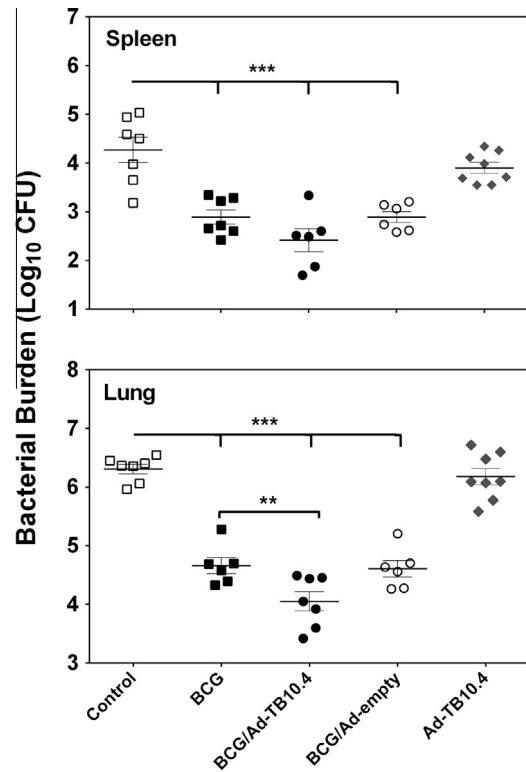 Bacterial Burden (Log10 CFU)
7
Spleen
6
***
5
4
3
2
1
8
Lung
7
***
6
**
5
4
3
Control
BCG
BCG/Ad-TB10.4
BCG/Ad-empty
Ad-TB10.4